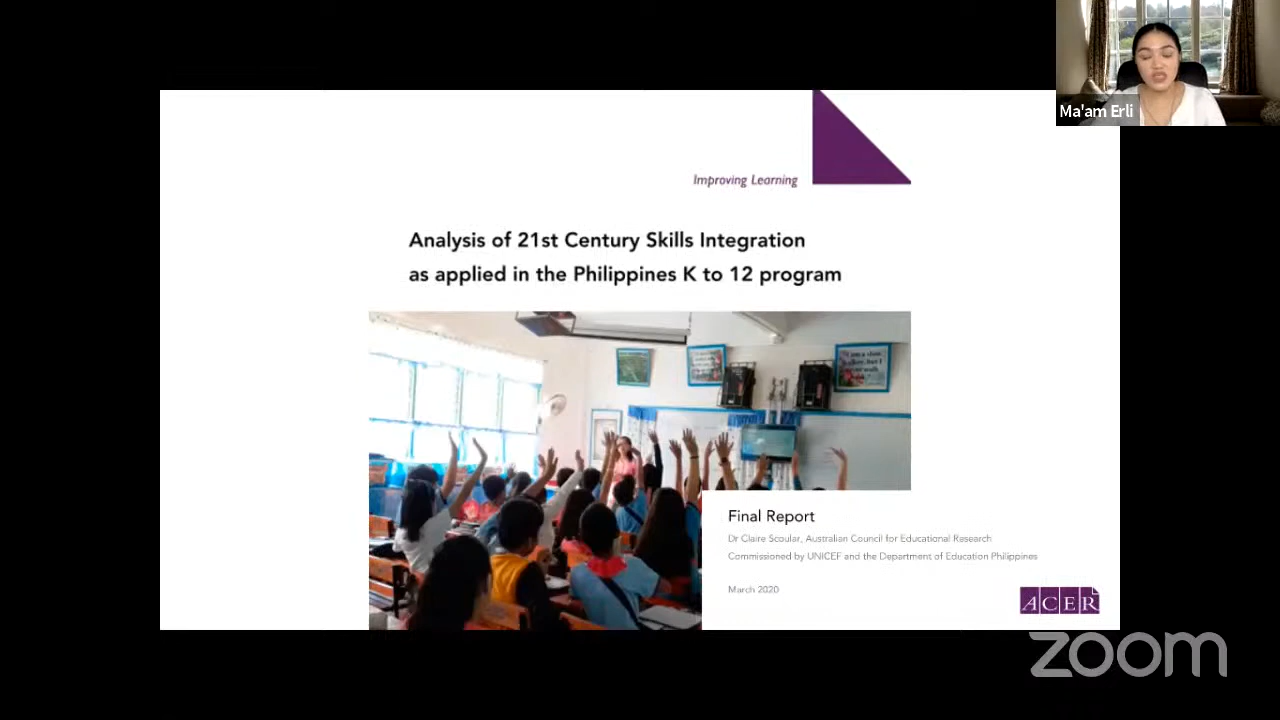 Ma'am Erli
Improving Learning
Analysis of 21st Century Skills Integration
as applied in the Philippines K to 12 program
Final Report
Dr Claire Scoular, Australian Council for Educational Research
Commissioned by UNICEF and the Department of Education Philippines
March 2020
ACER
zoom